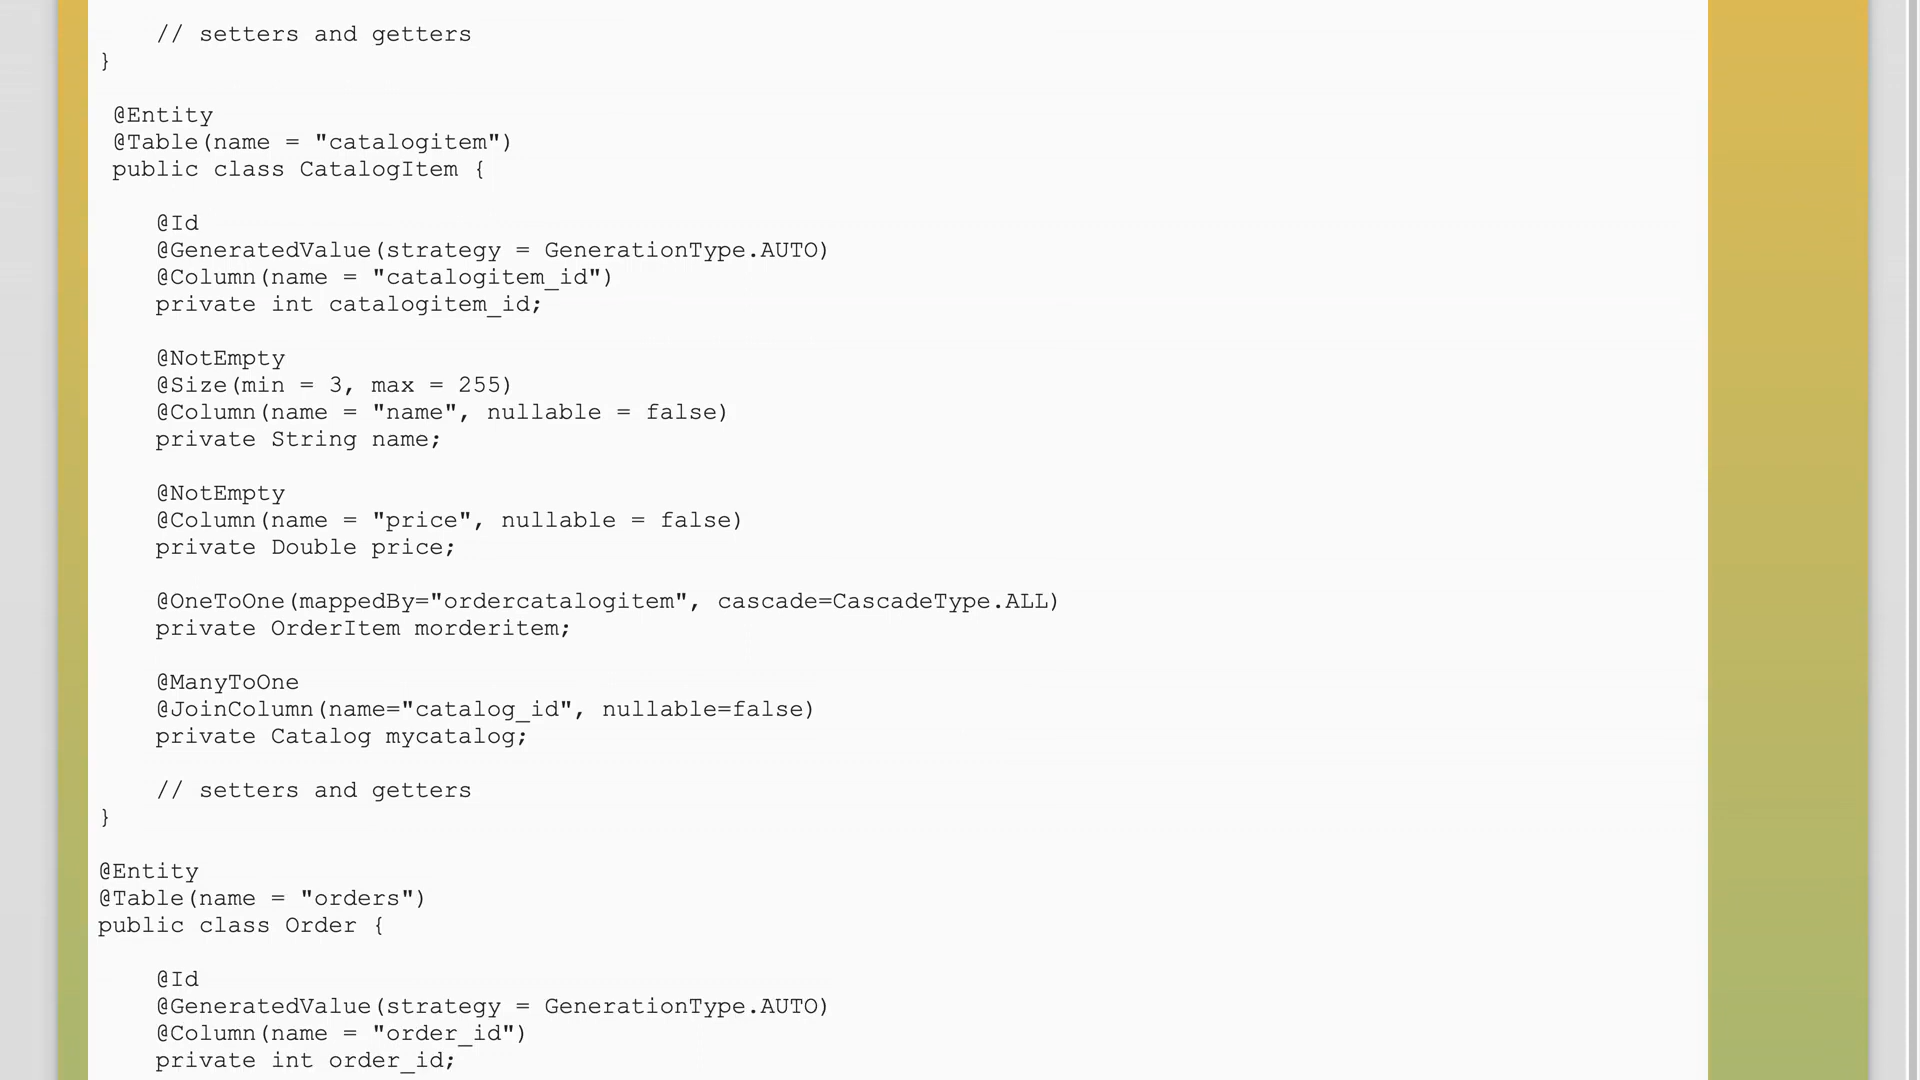 // setters and getters
}
@Entity
@Table(name = "catalogitem")
public class CatalogItem {
@Id
@GeneratedValue(strategy = GenerationType.AUTO)
@Column(name = "catalogitem_id")
private int catalogitem_id;
@NotEmpty
@Size(min = 3, max = 255)
@Column(name = "name", nullable = false)
private String name;
@NotEmpty
@Column(name = "price", nullable = false)
private Double price;
@OneToOne(mappedBy="ordercatalogitem", cascade=CascadeType.ALL)
private OrderItem morderitem;
@ManyToOne
@JoinColumn(name="catalog_id", nullable=false)
private Catalog mycatalog;
// setters and getters
}
@Entity
@Table(name = "orders")
public class Order {
@Id
@GeneratedValue(strategy = GenerationType.AUTO)
@Column(name = "order_id")
private int order_id;